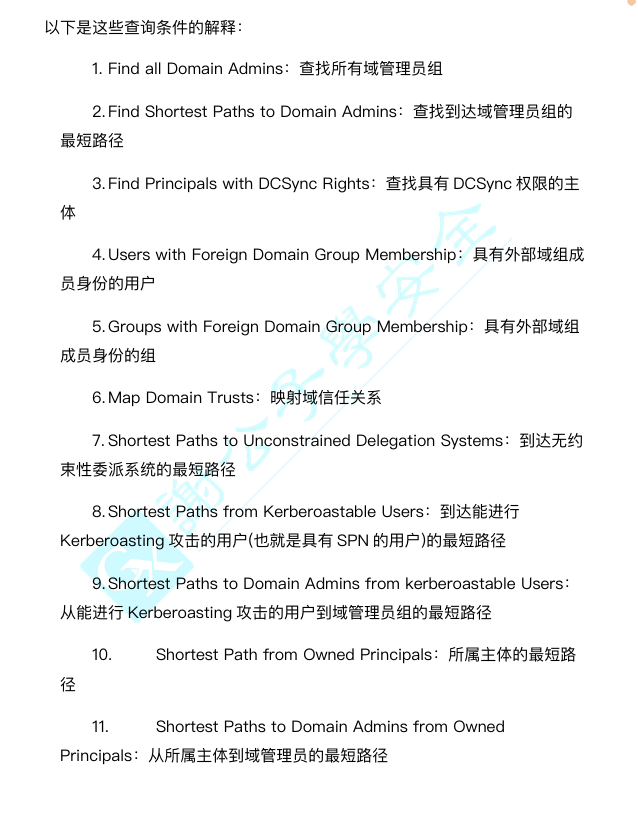 以下是这些查询条件的解释：
1. Find all Domain Admins：查找所有域管理员组
2. Find Shortest Paths to Domain Admins：查找到达域管理员组的
最短路径
3. Find Principals with DCSync Rights：查找具有 DCSync 权限的主
体
4. Users with Foreign Domain Group Membership：具有外部域组成
员身份的用户
5. Groups with Foreign Domain Group Membership：具有外部域组
成员身份的组
6. Map Domain Trusts：映射域信任关系
7. Shortest Paths to Unconstrained Delegation Systems：到达无约
束性委派系统的最短路径
8. Shortest Paths from Kerberoastable Users：到达能进行
Kerberoasting 攻击的用户(也就是具有 SPN 的用户)的最短路径
9. Shortest Paths to Domain Admins from kerberoastable Users：
从能进行 Kerberoasting 攻击的用户到域管理员组的最短路径
10. Shortest Path from Owned Principals：所属主体的最短路
径
11. Shortest Paths to Domain Admins from Owned
Principals：从所属主体到域管理员的最短路径
謝公子學安全